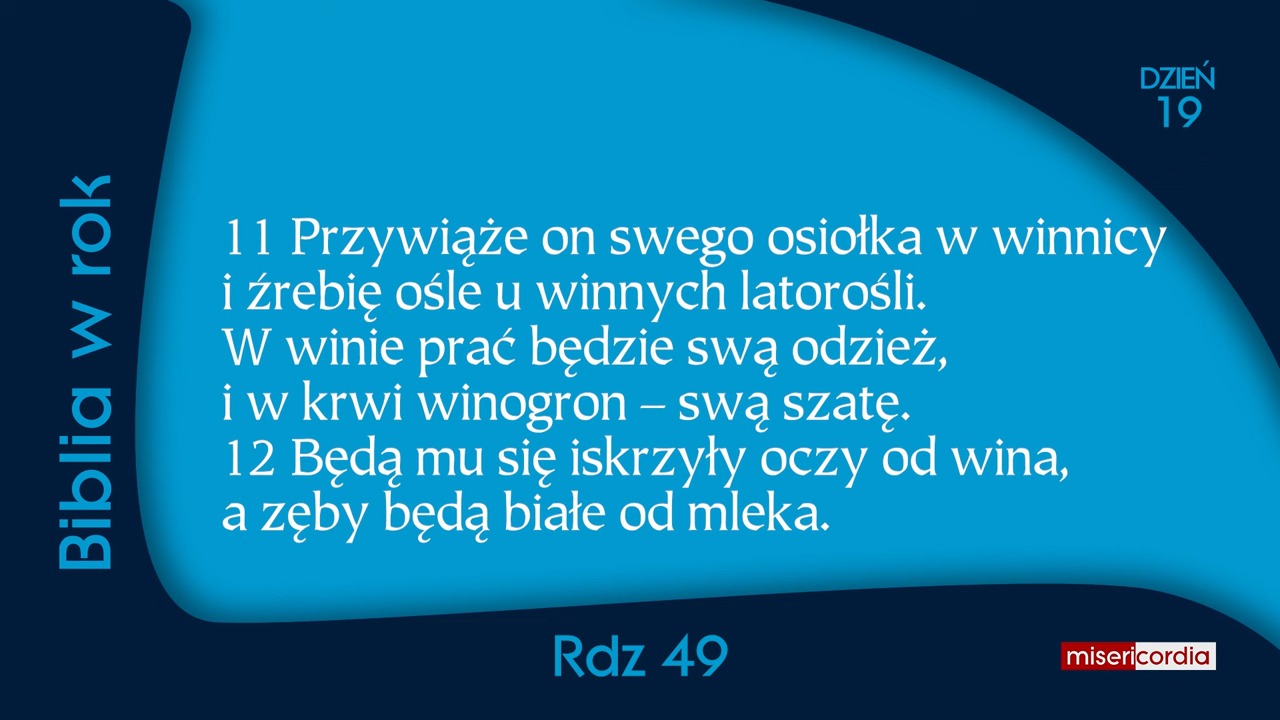 DZIEŃ
19
Biblia w rok
11 Przywiąże on swego osiołka w winnicy
i źrebię ośle u winnych latorośli.
W winie prać będzie swą odzież,
i w krwi winogron – swą szatę.
12 Będą mu się iskrzyły oczy od wina,
a zęby będą białe od mleka.
Rdz 49
misericordia